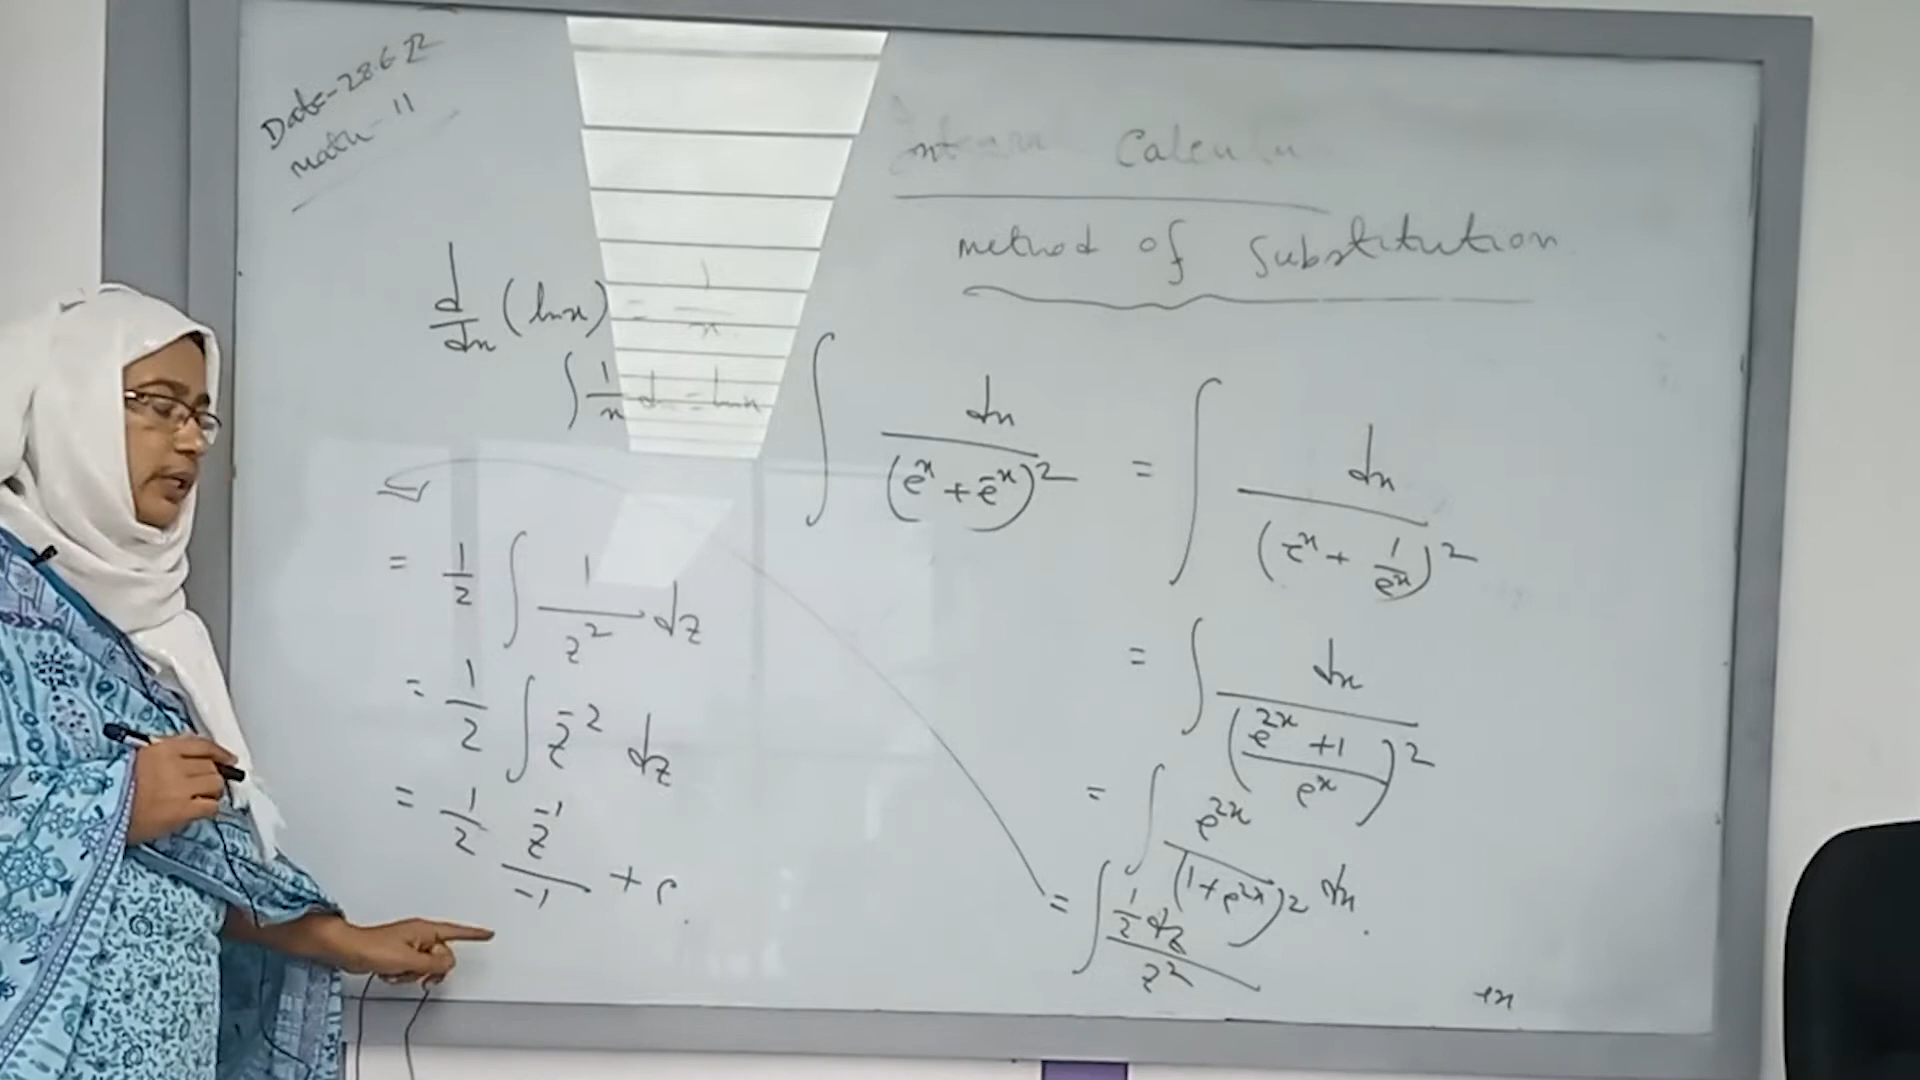 Date-28.6.22
math-11
Integral Calculu
method of Substitution
d/dx (lnx) = 1/x
∫ 1/x dx = lnx
∫ dx/(e^x + e^-x)^2 = ∫ dx/(e^x + 1/e^x)^2
= ∫ dx/((e^2x + 1)/e^x)^2
= ∫ e^2x/(1 + e^2x)^2 dx.
= ∫ (1/2 dz)/z^2
= 1/2 ∫ 1/z^2 dz
= 1/2 ∫ z^-2 dz
= 1/2 z^-1/-1 + c.